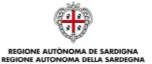 REGIONE AUTÒNOMA DE SARDIGNA
REGIONE AUTONOMA DELLA SARDEGNA